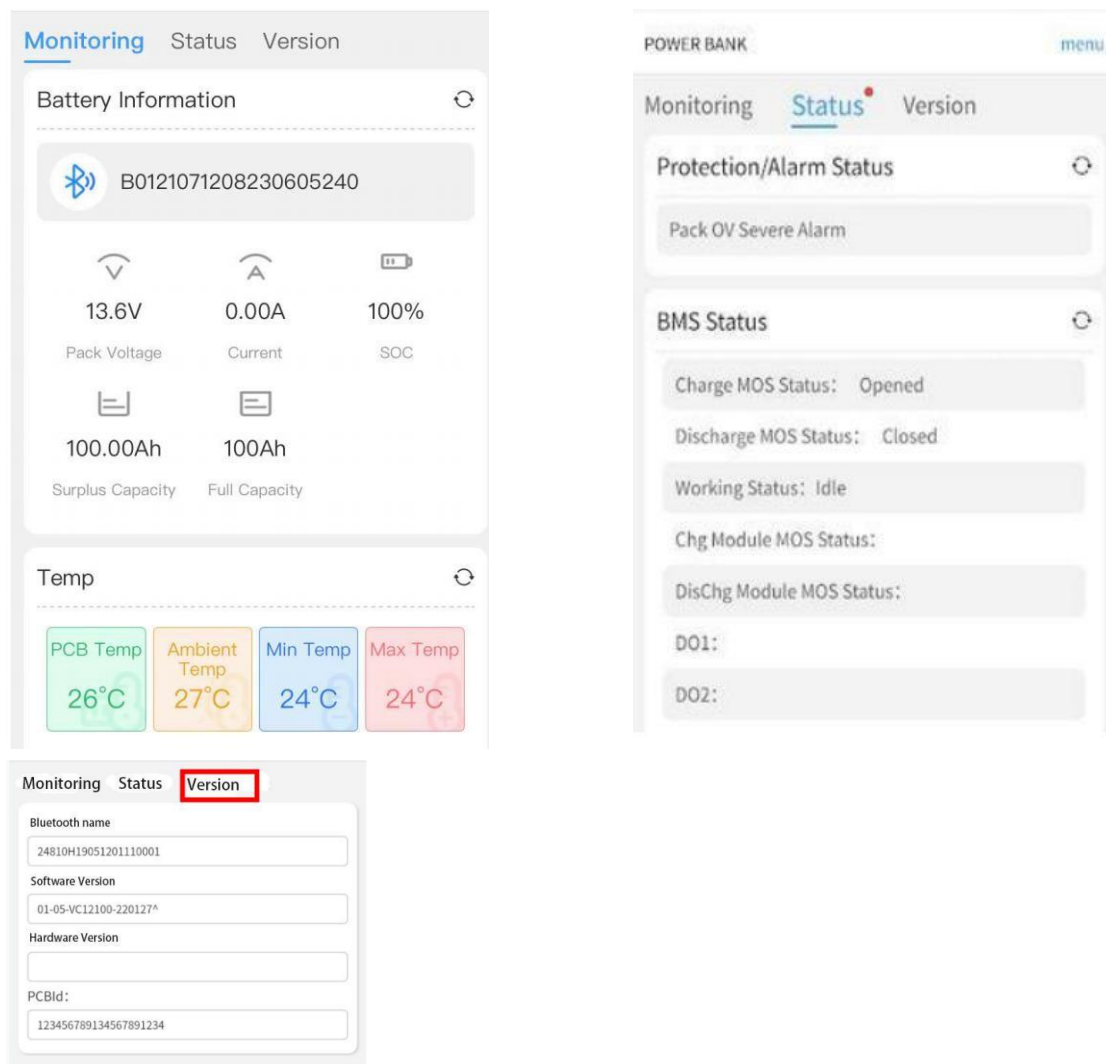 Monitoring Status Version
Battery Information
B0121071208230605240
13.6V 0.00A 100%
Pack Voltage Current SOC
100.00Ah 100Ah
Surplus Capacity Full Capacity
Temp
PCB Temp Ambient Temp Min Temp Max Temp
26°C 27°C 24°C 24°C
POWER BANK menu
Monitoring Status Version
Protection/Alarm Status
Pack OV Severe Alarm
BMS Status
Charge MOS Status: Opened
Discharge MOS Status: Closed
Working Status: Idle
Chg Module MOS Status:
DisChg Module MOS Status:
DO1:
DO2:
Monitoring Status Version
Bluetooth name
24810H19051201110001
Software Version
01-05-VC12100-220127^
Hardware Version
PCBId:
123456789134567891234